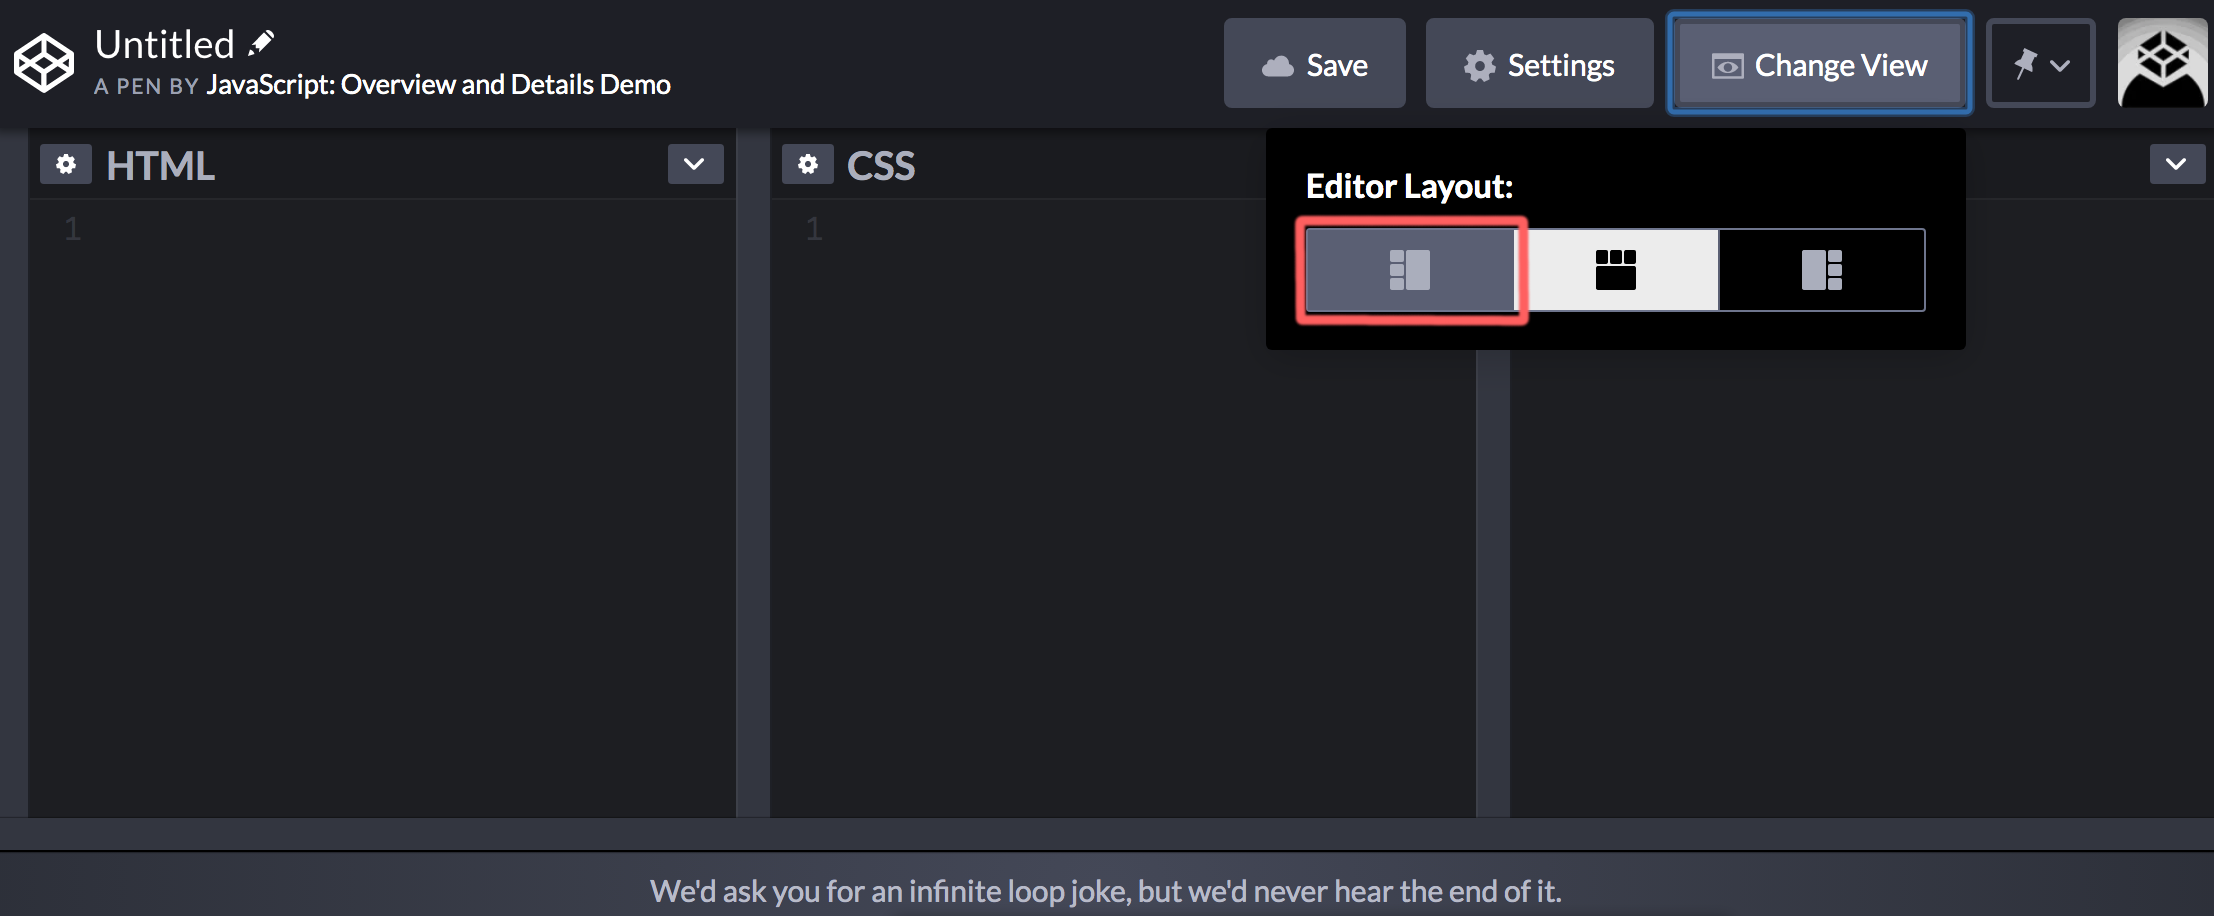 Untitled
A PEN BY JavaScript: Overview and Details Demo
Save
Settings
Change View
HTML
CSS
Editor Layout:
1
1
We'd ask you for an infinite loop joke, but we'd never hear the end of it.